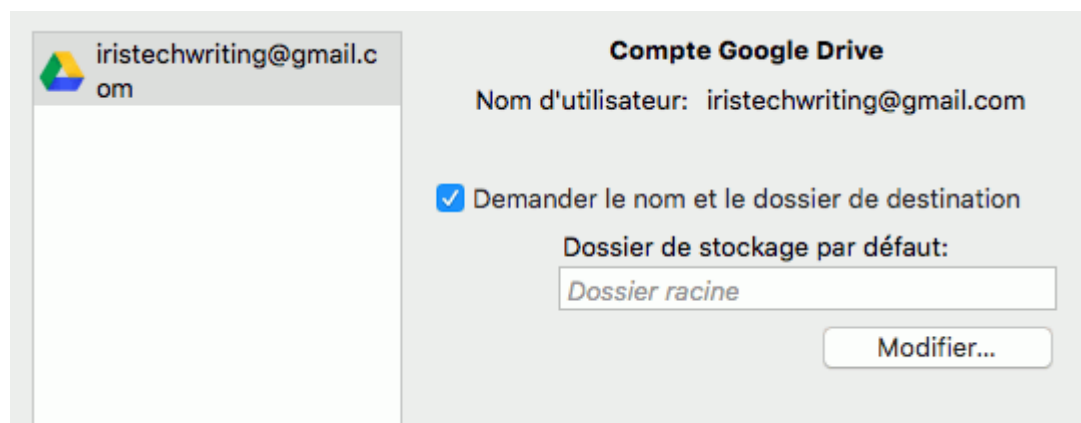 iristechwriting@gmail.c
om
Compte Google Drive
Nom d'utilisateur: iristechwriting@gmail.com
Demander le nom et le dossier de destination
Dossier de stockage par défaut:
Dossier racine
Modifier...